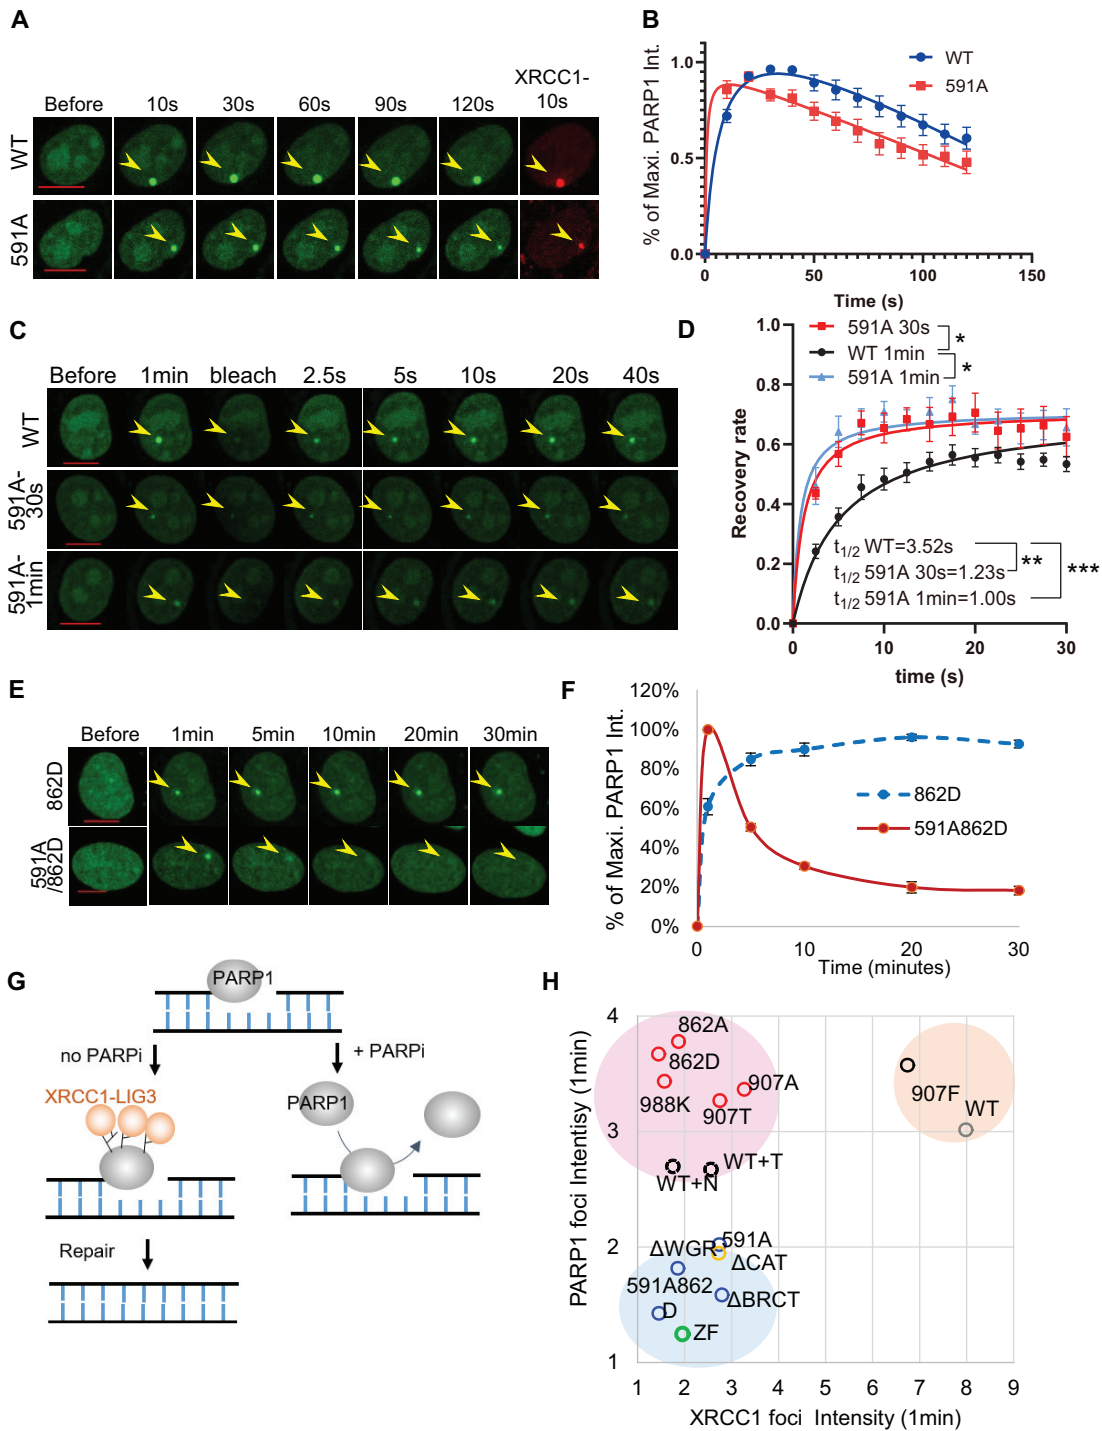 A
XRCC1-
Before 10s 30s 60s 90s 120s 10s
WT
591A
B
% of Maxi. PARP1 Int.
1.0
0.5
0.0
0 50 100 150
Time (s)
WT
591A
C
Before 1min bleach 2.5s 5s 10s 20s 40s
WT
591A-
30s
591A-
1min
D
Recovery rate
1.0
0.8
0.6
0.4
0.2
0.0
0 10 20 30
time (s)
591A 30s
WT 1min
591A 1min
*
*
t1/2 WT=3.52s
t1/2 591A 30s=1.23s
t1/2 591A 1min=1.00s
**
***
E
Before 1min 5min 10min 20min 30min
862D
591A
/862D
F
% of Maxi. PARP1 Int.
120%
100%
80%
60%
40%
20%
0%
0 10 20 30
Time (minutes)
862D
591A862D
G
PARP1
no PARPi
+ PARPi
XRCC1-LIG3
PARP1
Repair
H
PARP1 foci Intentisy (1min)
4
3
2
1
1 2 3 4 5 6 7 8 9
XRCC1 foci Intensity (1min)
862A
862D
988K
907A
907T
WT+T
WT+N
907F
WT
591A
ΔWGR
ΔCAT
591A862
D
ΔBRCT
ZF